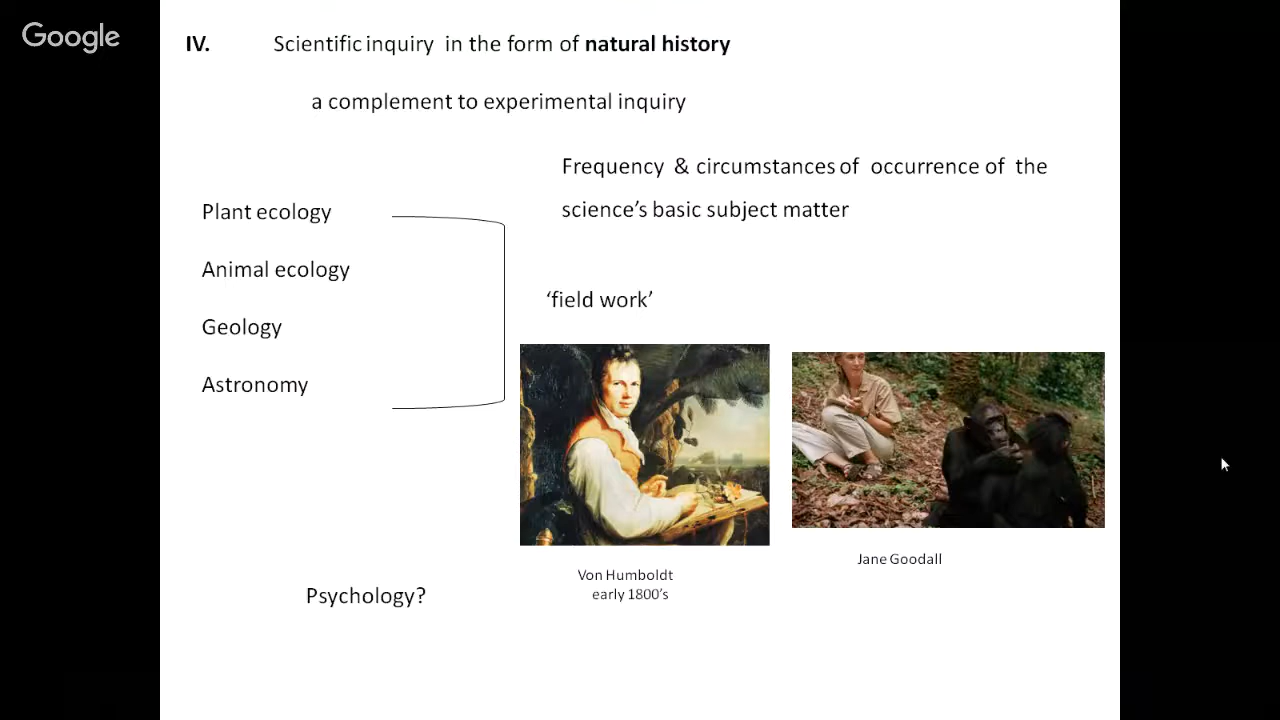 Google
IV. Scientific inquiry in the form of natural history
a complement to experimental inquiry
Frequency & circumstances of occurrence of the
science's basic subject matter
Plant ecology
Animal ecology
Geology
Astronomy
‘field work’
Von Humboldt
early 1800's
Jane Goodall
Psychology?